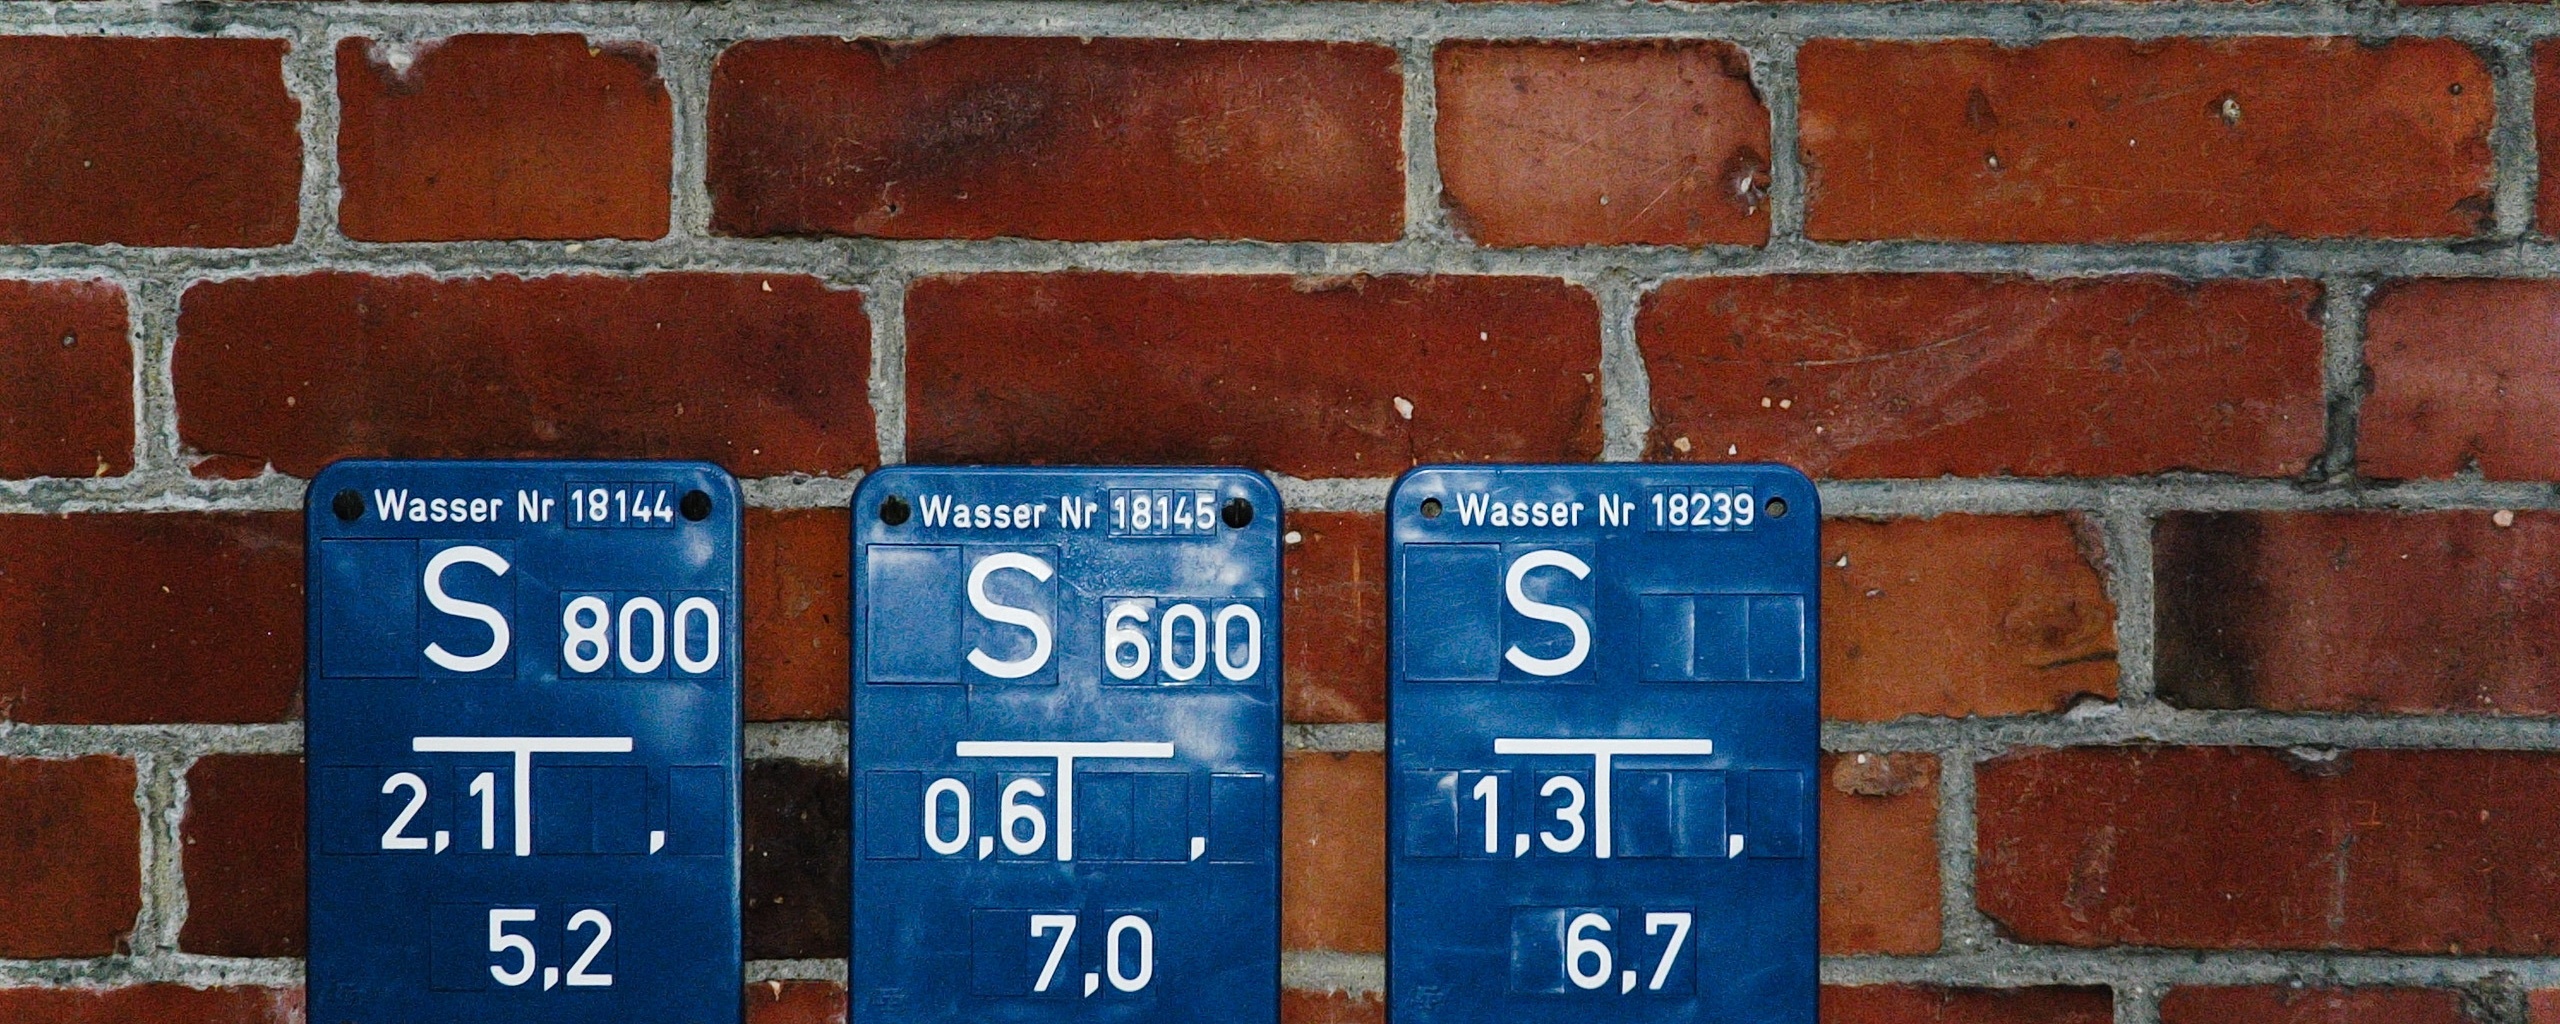 Wasser Nr 18144
S 800
2,1 T ,
5,2
Wasser Nr 18145
S 600
0,6 T ,
7,0
Wasser Nr 18239
S
1,3 T ,
6,7